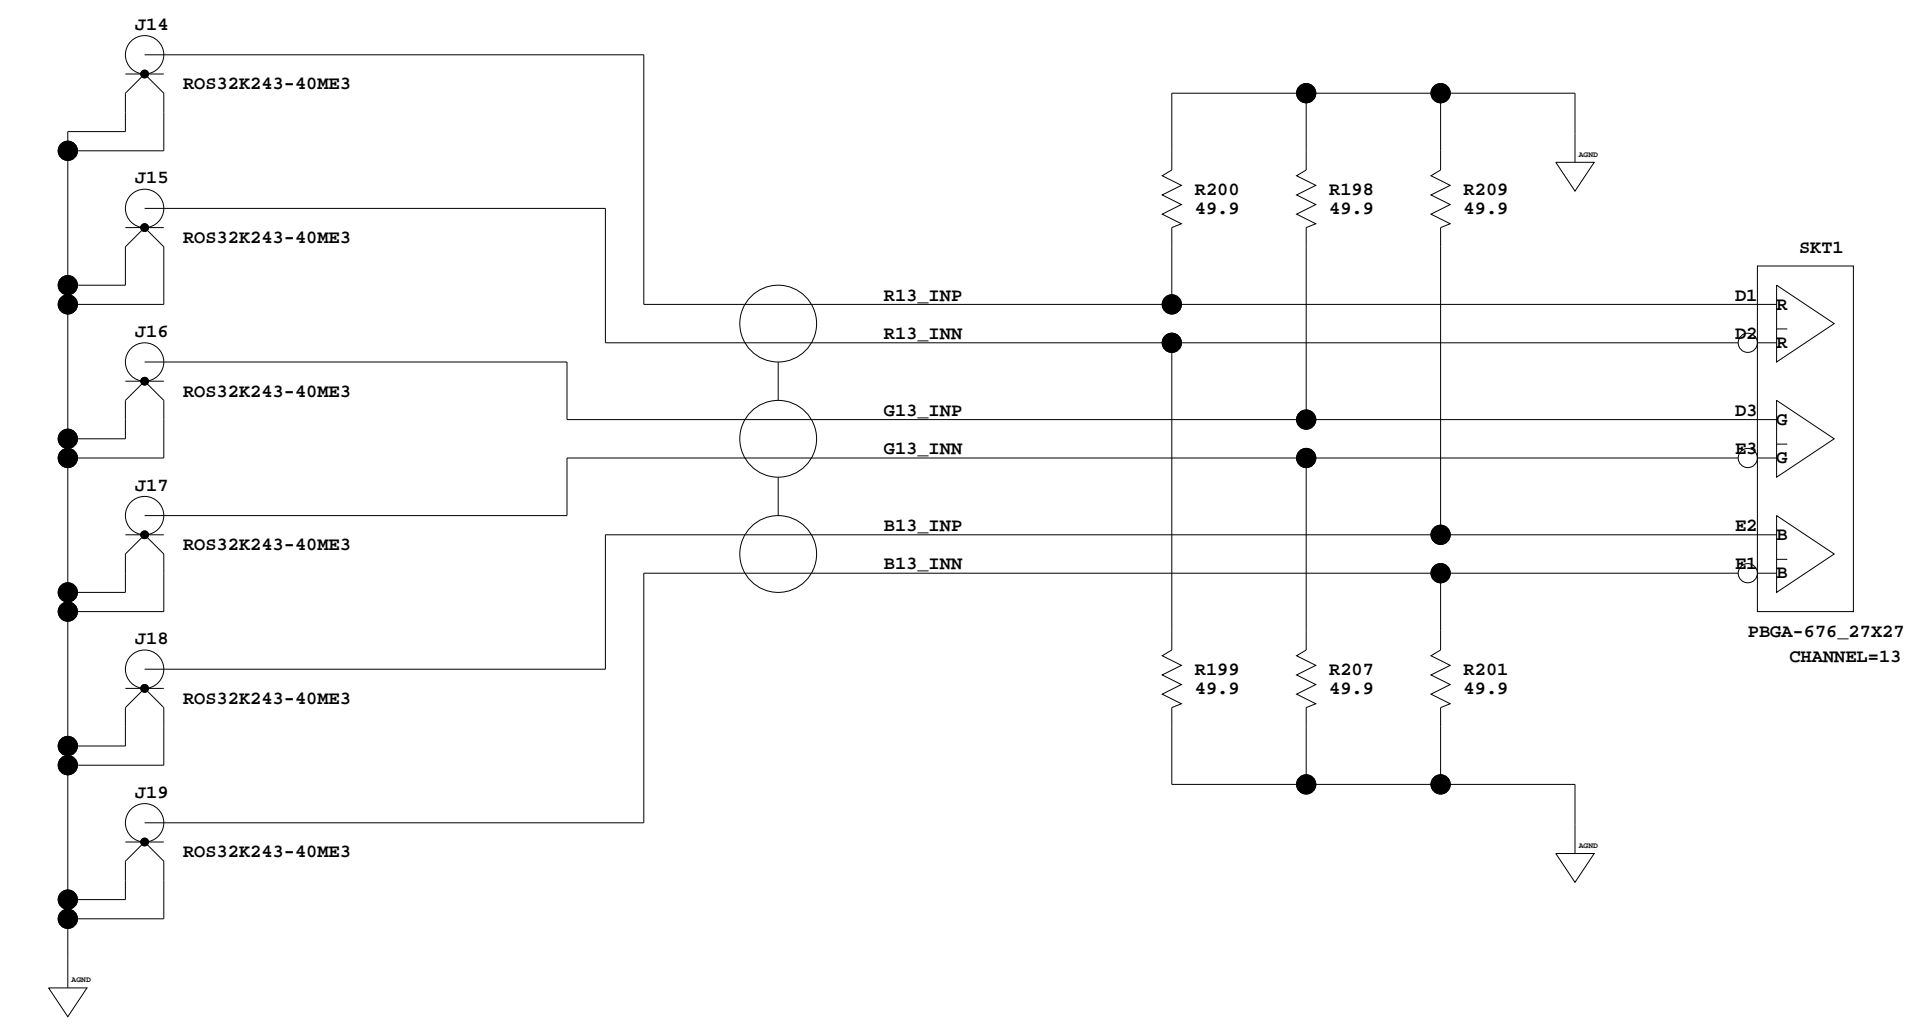 J14
ROS32K243-40ME3
AGND
J15
R200 R198 R209
49.9 49.9 49.9
ROS32K243-40ME3
SKT1
R13_INP D1 R
J16
R13_INN D2 R
ROS32K243-40ME3
G13_INP D3 G
G13_INN E3 G
J17
B13_INP E2 B
ROS32K243-40ME3
B13_INN E1 B
PBGA-676_27X27
J18
CHANNEL=13
R199 R207 R201
49.9 49.9 49.9
ROS32K243-40ME3
J19
AGND
ROS32K243-40ME3
AGND